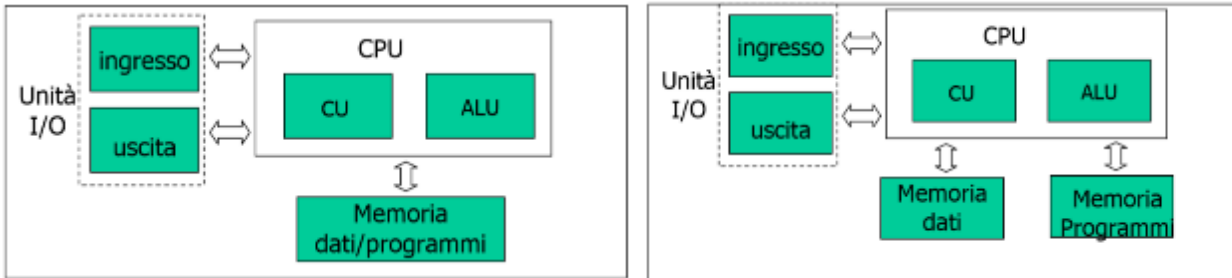 ingresso
CPU
Unità
I/O
CU
ALU
uscita
Memoria
dati/programmi
ingresso
CPU
Unità
I/O
CU
ALU
uscita
Memoria
dati
Memoria
Programmi